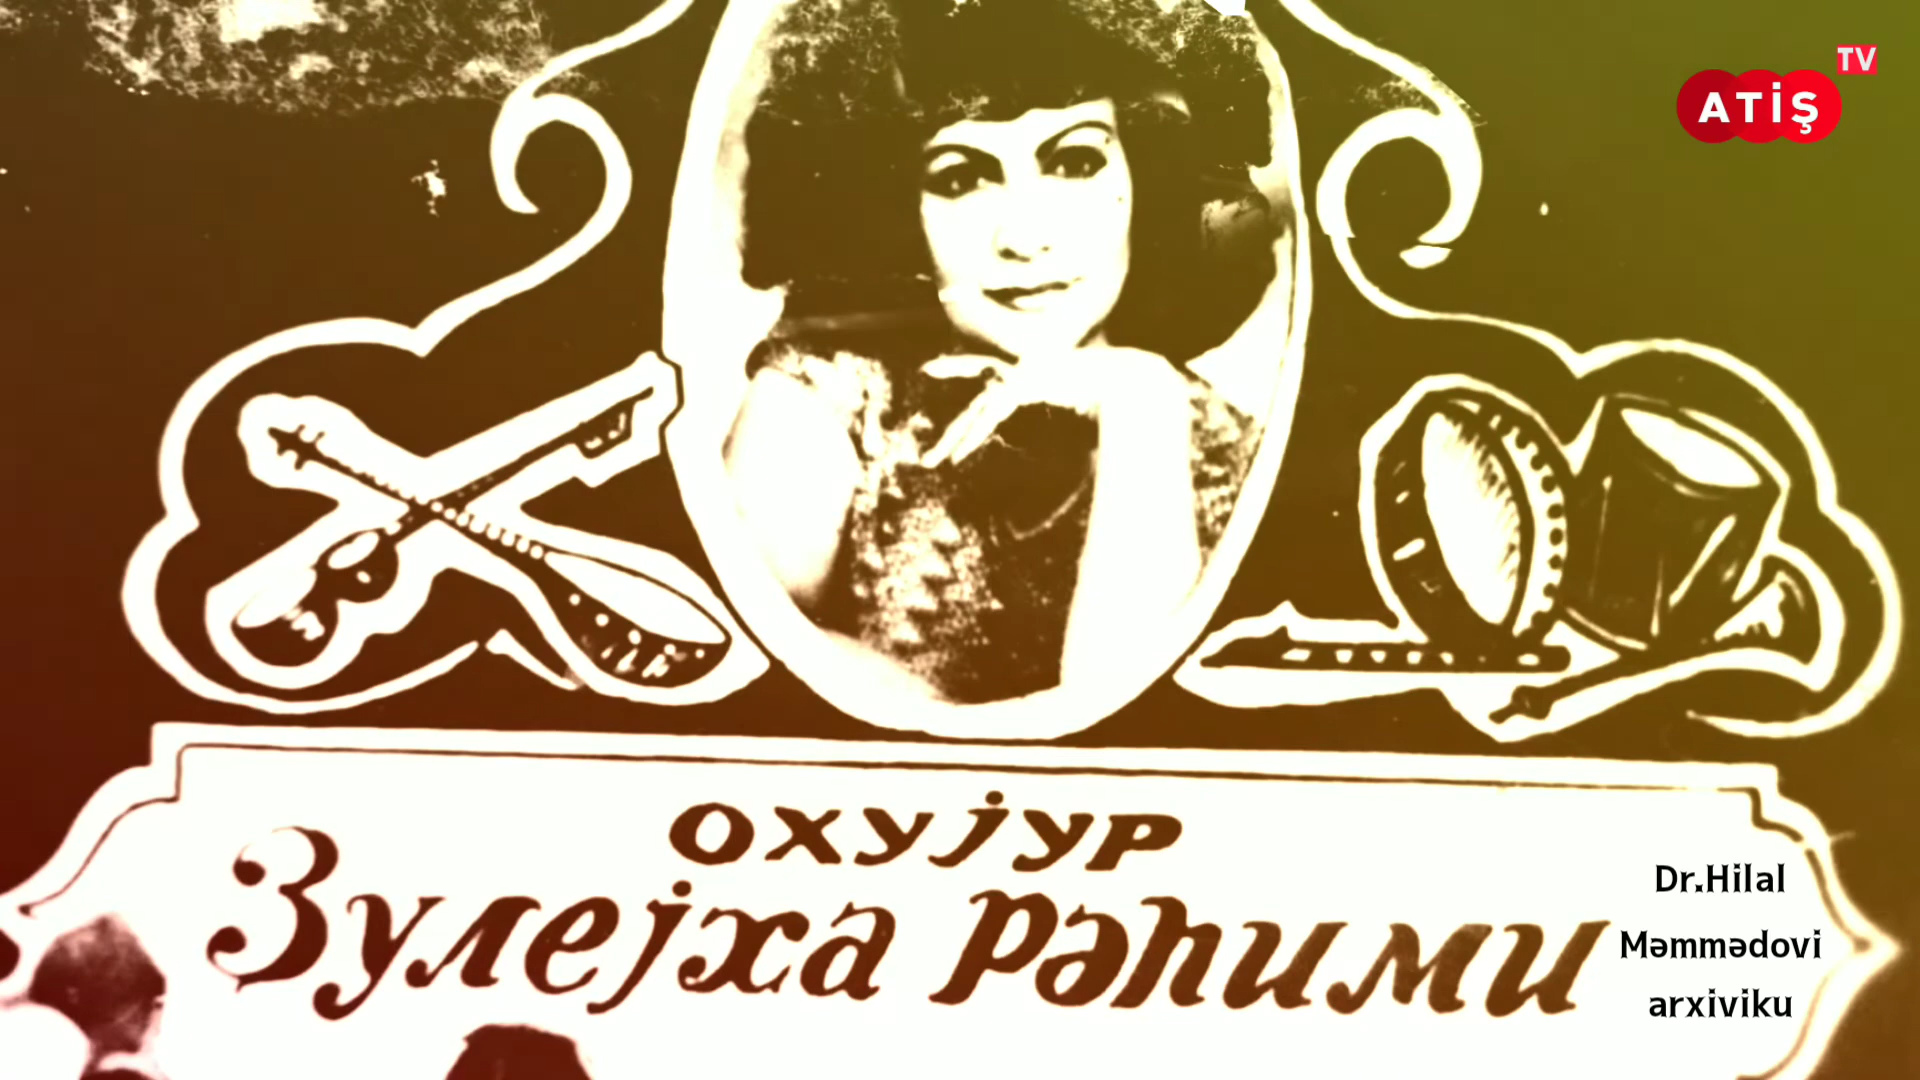 TV
ATİŞ
охујур
Зулејха Рәһими
Dr.Hilal
Məmmədovi
arxiviku